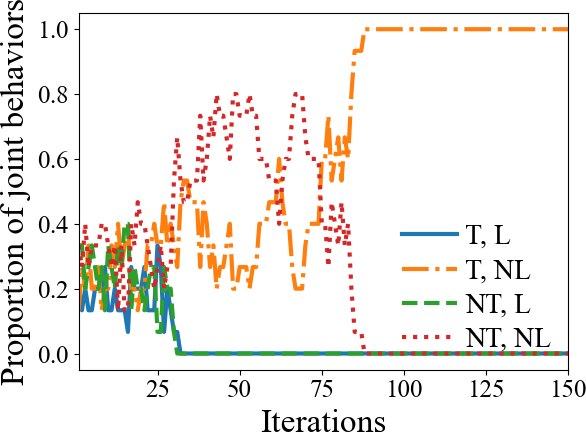 Proportion of joint behaviors
1.0
0.8
0.6
0.4
0.2
0.0
T, L
T, NL
NT, L
NT, NL
25
50
75
100
125
150
Iterations